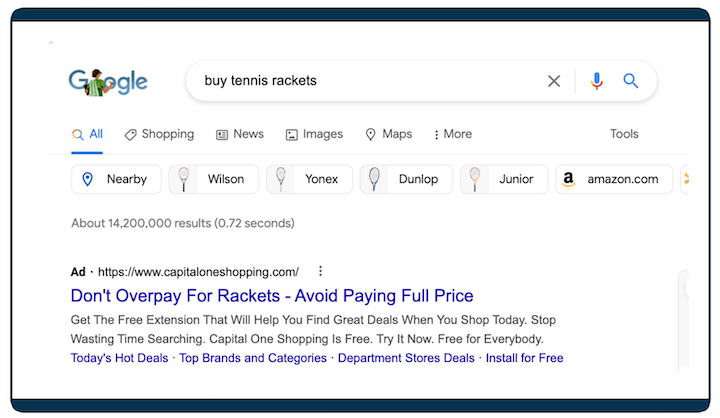 Google
buy tennis rackets
All Shopping News Images Maps More Tools
Nearby Wilson Yonex Dunlop Junior a amazon.com
About 14,200,000 results (0.72 seconds)
Ad · https://www.capitaloneshopping.com/
Don't Overpay For Rackets - Avoid Paying Full Price
Get The Free Extension That Will Help You Find Great Deals When You Shop Today. Stop
Wasting Time Searching. Capital One Shopping Is Free. Try It Now. Free for Everybody.
Today's Hot Deals · Top Brands and Categories · Department Stores Deals · Install for Free